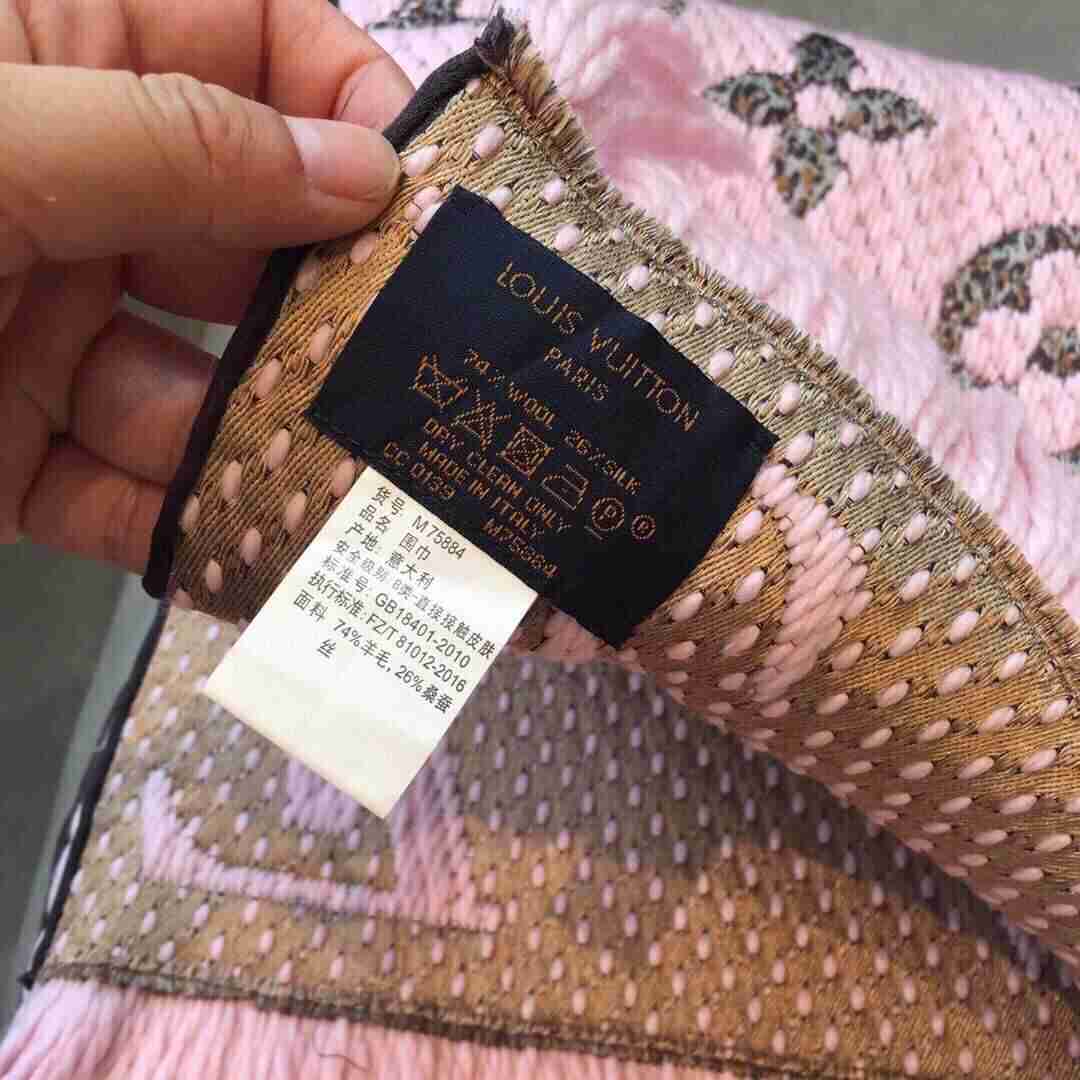 LOUIS VUITTON
PARIS
74% WOOL 26% SILK
P P
DRY CLEAN ONLY
MADE IN ITALY
CC 0139 M75884
货号 M75884
品名 围巾
产地: 意大利
安全级别 B类·直接接触皮肤
标准号: GB18401-2010
执行标准: FZ/T 81012-2016
面料 74%羊毛, 26%桑蚕
丝